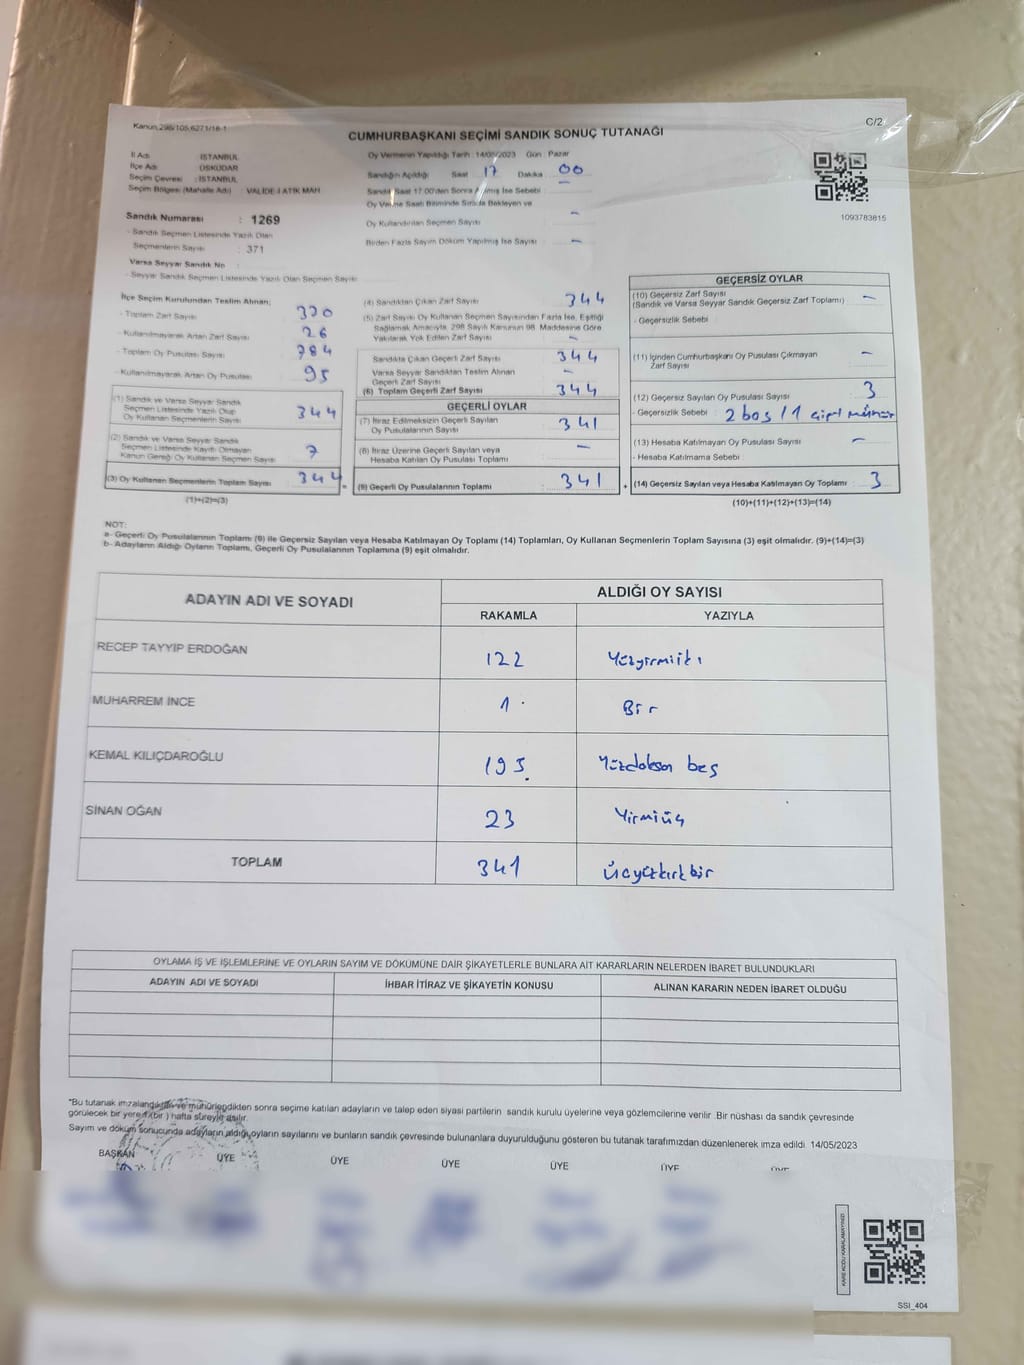 Kanun,298/105,6271/18-1
C/2
CUMHURBAŞKANI SEÇİMİ SANDIK SONUÇ TUTANAĞI
İl Adı : İSTANBUL
İlçe Adı : ÜSKÜDAR
Seçim Çevresi : İSTANBUL
Seçim Bölgesi (Mahalle Adı) : VALİDE-İ ATİK MAH
Oy Vermenin Yapıldığı Tarih : 14/05/2023 Gün : Pazar
Sandığın Açıldığı Saat 17 Dakika 00
Sandık Saat 17.00'den Sonra Açılmış İse Sebebi –
Oy Verme Saati Bitiminde Sırada Bekleyen ve
Oy Kullandırılan Seçmen Sayısı –
Birden Fazla Sayım Döküm Yapılmış İse Sayısı –
1093783815
Sandık Numarası : 1269
- Sandık Seçmen Listesinde Yazılı Olan
Seçmenlerin Sayısı : 371
Varsa Seyyar Sandık No :
- Seyyar Sandık Seçmen Listesinde Yazılı Olan Seçmen Sayısı
İlçe Seçim Kurulundan Teslim Alınan;
- Toplam Zarf Sayısı
- Kullanılmayarak Artan Zarf Sayısı 26
- Toplam Oy Pusulası Sayısı
- Kullanılmayarak Artan Oy Pusulası 95
(1) Sandık ve Varsa Seyyar Sandık
Seçmen Listesinde Yazılı Olup
Oy Kullanan Seçmenlerin Sayısı 344
(2) Sandık ve Varsa Seyyar Sandık
Seçmen Listesinde Kayıtlı Olmayan
Kanun Gereği Oy Kullanan Seçmen Sayısı 7
(3) Oy Kullanan Seçmenlerin Toplam Sayısı 344
(1)+(2)=(3)
(4) Sandıktan Çıkan Zarf Sayısı 344
(5) Zarf Sayısı Oy Kullanan Seçmen Sayısından Fazla İse, Eşitliği
Sağlamak Amacıyla, 298 Sayılı Kanunun 98. Maddesine Göre
Yakılarak Yok Edilen Zarf Sayısı –
Sandıkta Çıkan Geçerli Zarf Sayısı 344
Varsa Seyyar Sandıktan Teslim Alınan
Geçerli Zarf Sayısı –
(6) Toplam Geçerli Zarf Sayısı 344
GEÇERLİ OYLAR
(7) İtiraz Edilmeksizin Geçerli Sayılan
Oy Pusulalarının Sayısı 341
(8) İtiraz Üzerine Geçerli Sayılan veya
Hesaba Katılan Oy Pusulası Toplamı –
(9) Geçerli Oy Pusulalarının Toplamı 341
GEÇERSİZ OYLAR
(10) Geçersiz Zarf Sayısı
(Sandık ve Varsa Seyyar Sandık Geçersiz Zarf Toplamı) –
- Geçersizlik Sebebi
(11) İçinden Cumhurbaşkanı Oy Pusulası Çıkmayan
Zarf Sayısı –
(12) Geçersiz Sayılan Oy Pusulası Sayısı 3
- Geçersizlik Sebebi : 2 boş / 1
(13) Hesaba Katılmayan Oy Pusulası Sayısı –
- Hesaba Katılmama Sebebi :
(14) Geçersiz Sayılan veya Hesaba Katılmayan Oy Toplamı 3
(10)+(11)+(12)+(13)=(14)
NOT:
a- Geçerli Oy Pusulalarının Toplamı (9) ile Geçersiz Sayılan veya Hesaba Katılmayan Oy Toplamı (14) Toplamları, Oy Kullanan Seçmenlerin Toplam Sayısına (3) eşit olmalıdır. (9)+(14)=(3)
b- Adayların Aldığı Oyların Toplamı, Geçerli Oy Pusulalarının Toplamına (9) eşit olmalıdır.
ADAYIN ADI VE SOYADI
ALDIĞI OY SAYISI
RAKAMLA YAZIYLA
RECEP TAYYİP ERDOĞAN 122 Yüzyirmiiki
MUHARREM İNCE 1 Bir
KEMAL KILIÇDAROĞLU 195 Yüzdoksan beş
SİNAN OĞAN 23 Yirmiüç
TOPLAM 341 Üçyüzkırkbir
OYLAMA İŞ VE İŞLEMLERİNE VE OYLARIN SAYIM VE DÖKÜMÜNE DAİR ŞİKAYETLERLE BUNLARA AİT KARARLARIN NELERDEN İBARET BULUNDUKLARI
ADAYIN ADI VE SOYADI
İHBAR İTİRAZ VE ŞİKAYETİN KONUSU
ALINAN KARARIN NEDEN İBARET OLDUĞU
"Bu tutanak imzalandıktan ve mühürlendikten sonra seçime katılan adayların ve talep eden siyasi partilerin sandık kurulu üyelerine veya gözlemcilerine verilir. Bir nüshası da sandık çevresinde
görülecek bir yere 1 (bir ) hafta süreyle asılır.
Sayım ve döküm sonucunda adayların aldığı oyların sayılarını ve bunların sandık çevresinde bulunanlara duyurulduğunu gösteren bu tutanak tarafımızdan düzenlenerek imza edildi. 14/05/2023
BAŞKAN ÜYE ÜYE ÜYE ÜYE ÜYE ÜYE
KARE KODU KARALAMAYINIZ!
SSI_404